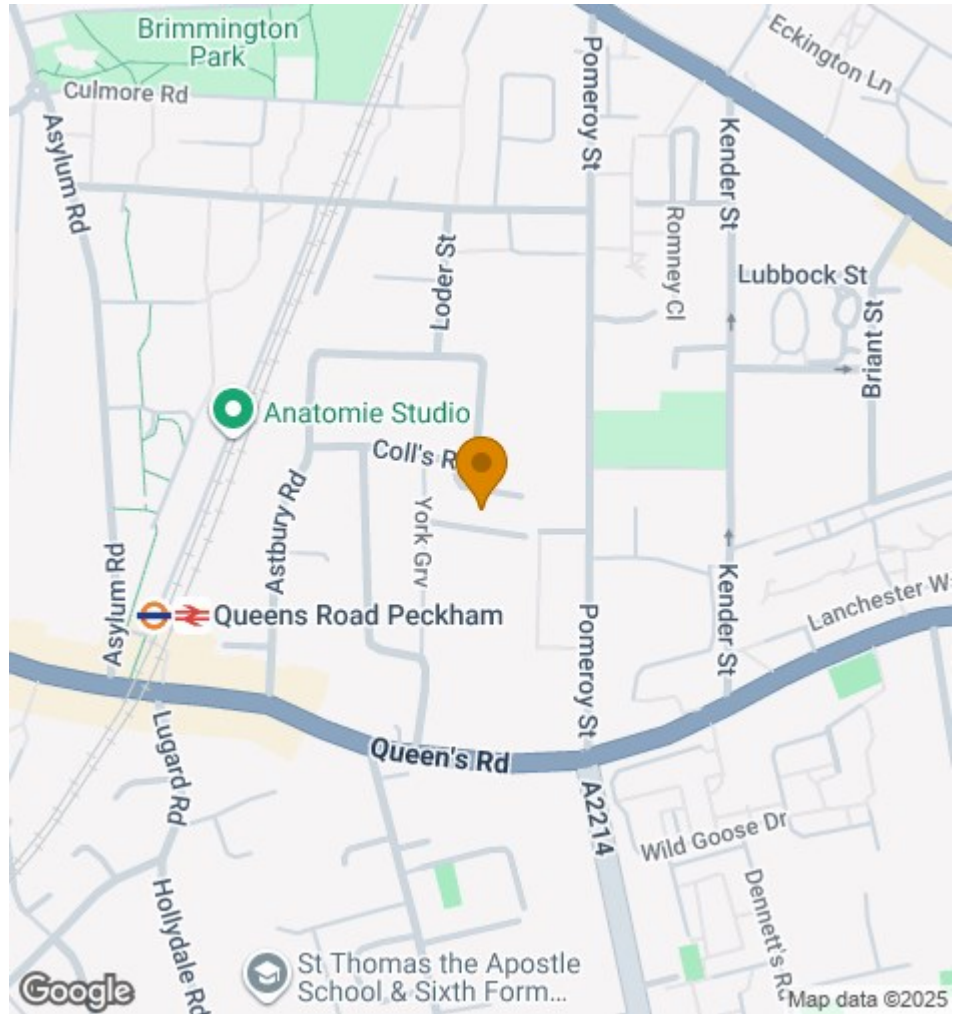 Brimmington
Park
Culmore Rd
Asylum Rd
Pomeroy St
Eckington Ln
Kender St
Romney Cl
Loder St
Lubbock St
Briant St
Anatomie Studio
Coll's R
York Grv
Astbury Rd
Asylum Rd
Queens Road Peckham
Kender St
Lanchester W
Pomeroy St
Lugard Rd
Queen's Rd
A2214
Wild Goose Dr
Dennett's Rd
Hollydale Rd
St Thomas the Apostle
School & Sixth Form...
Google
Map data ©2025